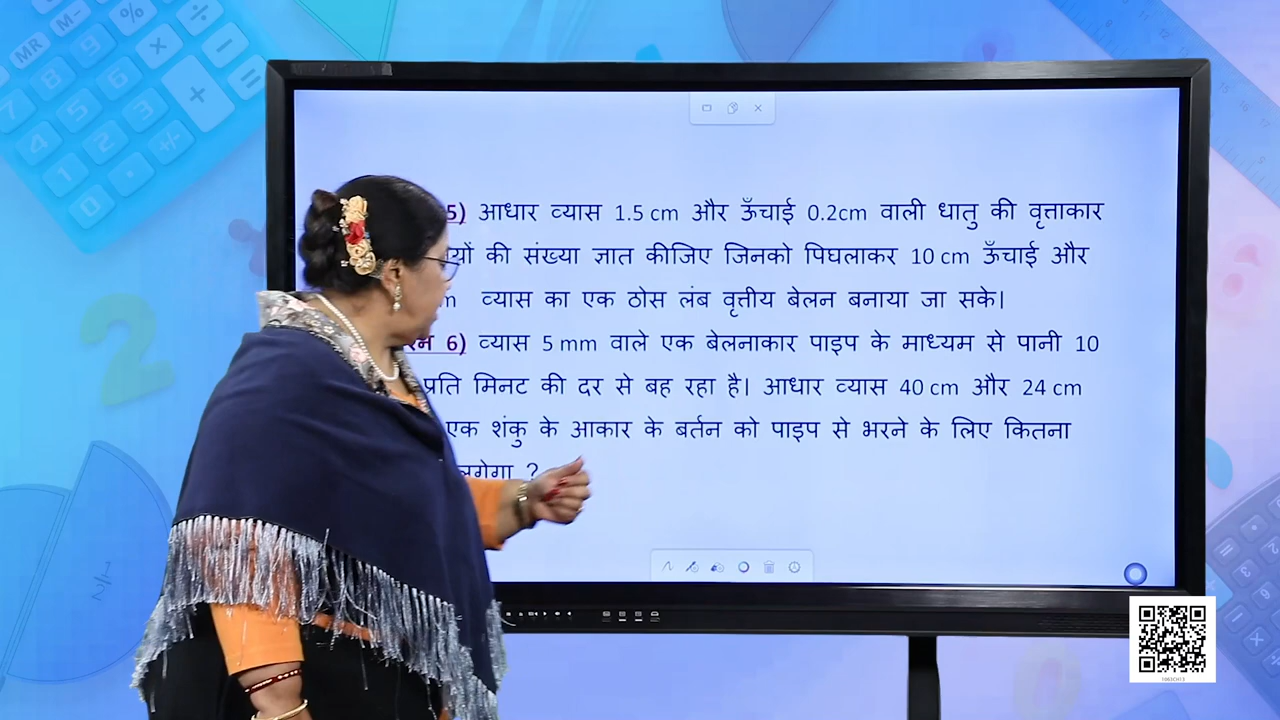 5) आधार व्यास 1.5 cm और ऊँचाई 0.2cm वाली धातु की वृत्ताकार
की संख्या ज्ञात कीजिए जिनको पिघलाकर 10 cm ऊँचाई और
व्यास का एक ठोस लंब वृत्तीय बेलन बनाया जा सके।
6) व्यास 5 mm वाले एक बेलनाकार पाइप के माध्यम से पानी 10
प्रति मिनट की दर से बह रहा है। आधार व्यास 40 cm और 24 cm
एक शंकु के आकार के बर्तन को पाइप से भरने के लिए कितना
लगेगा ?